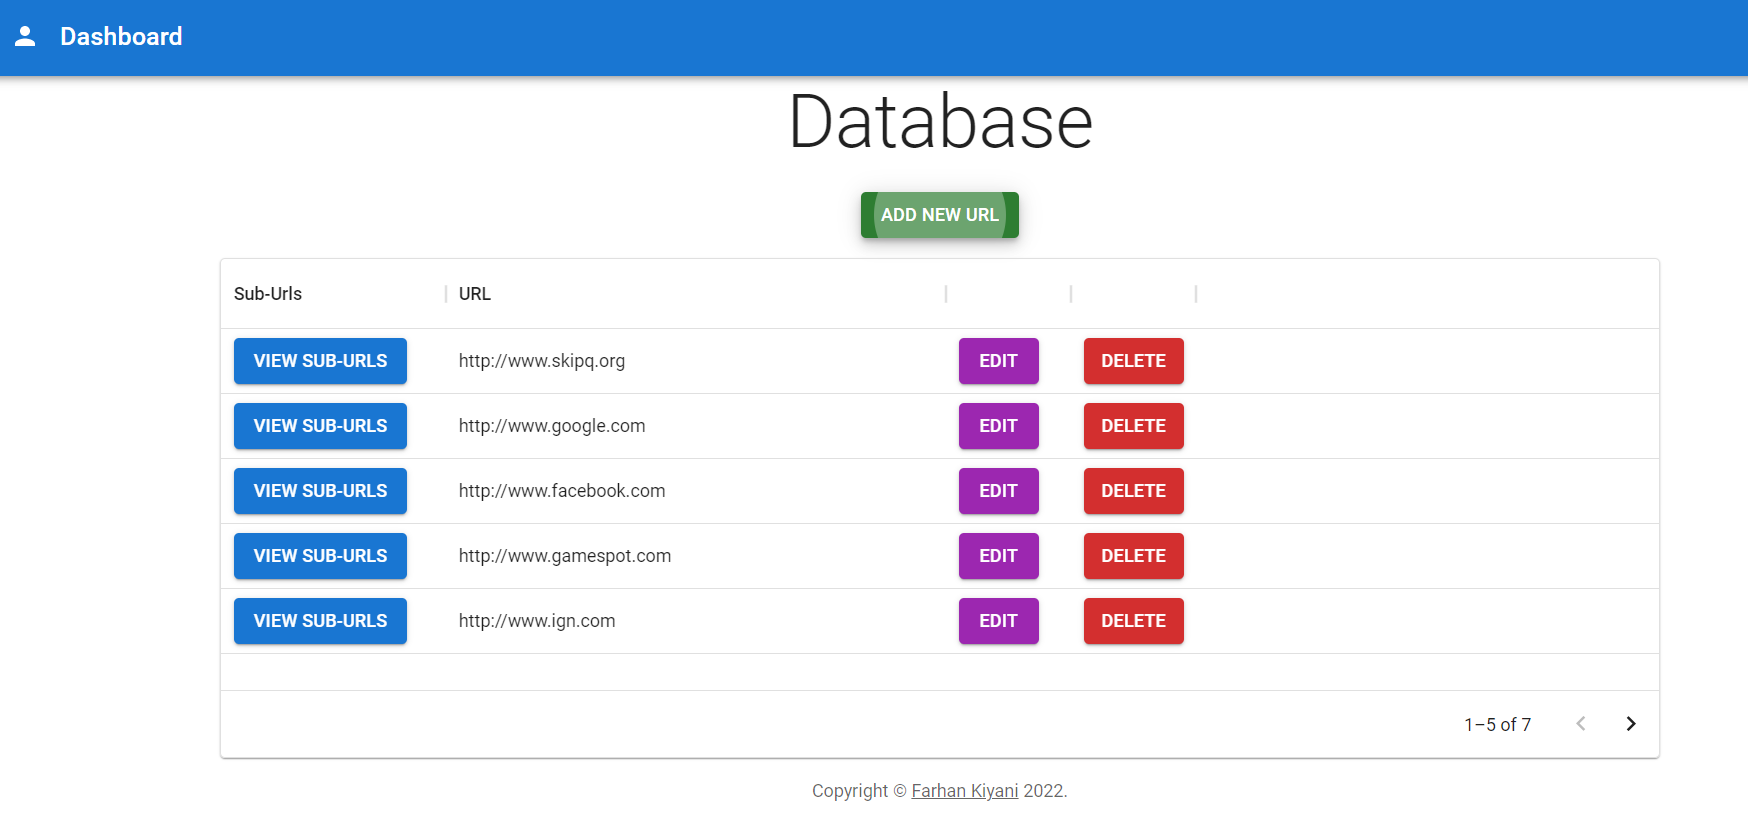 Dashboard
Database
ADD NEW URL
Sub-Urls URL
VIEW SUB-URLS http://www.skipq.org EDIT DELETE
VIEW SUB-URLS http://www.google.com EDIT DELETE
VIEW SUB-URLS http://www.facebook.com EDIT DELETE
VIEW SUB-URLS http://www.gamespot.com EDIT DELETE
VIEW SUB-URLS http://www.ign.com EDIT DELETE
1–5 of 7
Copyright © Farhan Kiyani 2022.